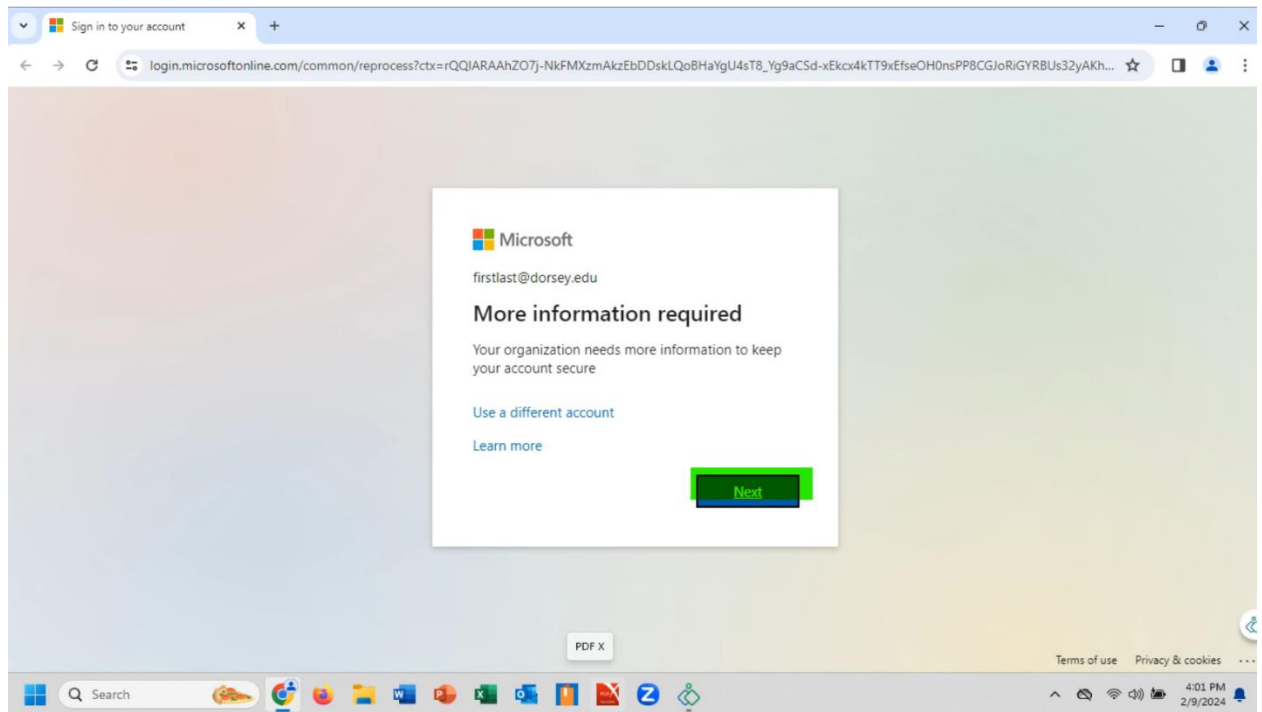 Sign in to your account
login.microsoftonline.com/common/reprocess?ctx=rQQIARAAhZO7j-NkFMXzmAkzEbDDskLQoBHaYgU4sT8_Yg9aCSd-xEkcx4kTT9xEfseOH0nsPP8CGJoRiGYRBUs32yAKh...
Microsoft
firstlast@dorsey.edu
More information required
Your organization needs more information to keep
your account secure
Use a different account
Learn more
Next
PDF X
Terms of use Privacy & cookies ...
Search
4:01 PM
2/9/2024